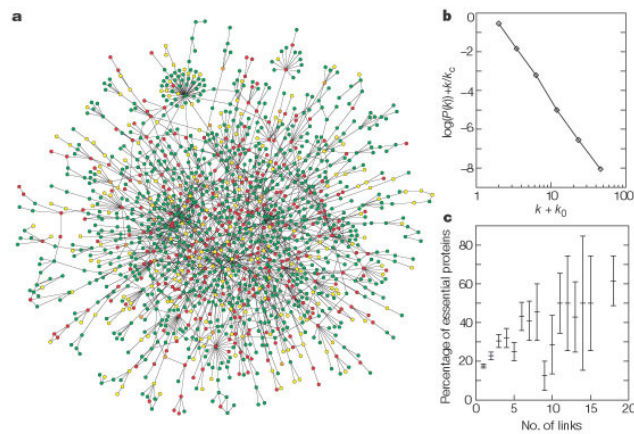 a
b
0
−2
−4
−6
−8
log(P(k))+k/kc
1
10
100
k + k0
c
80
60
40
20
0
Percentage of essential proteins
0
5
10
15
20
No. of links